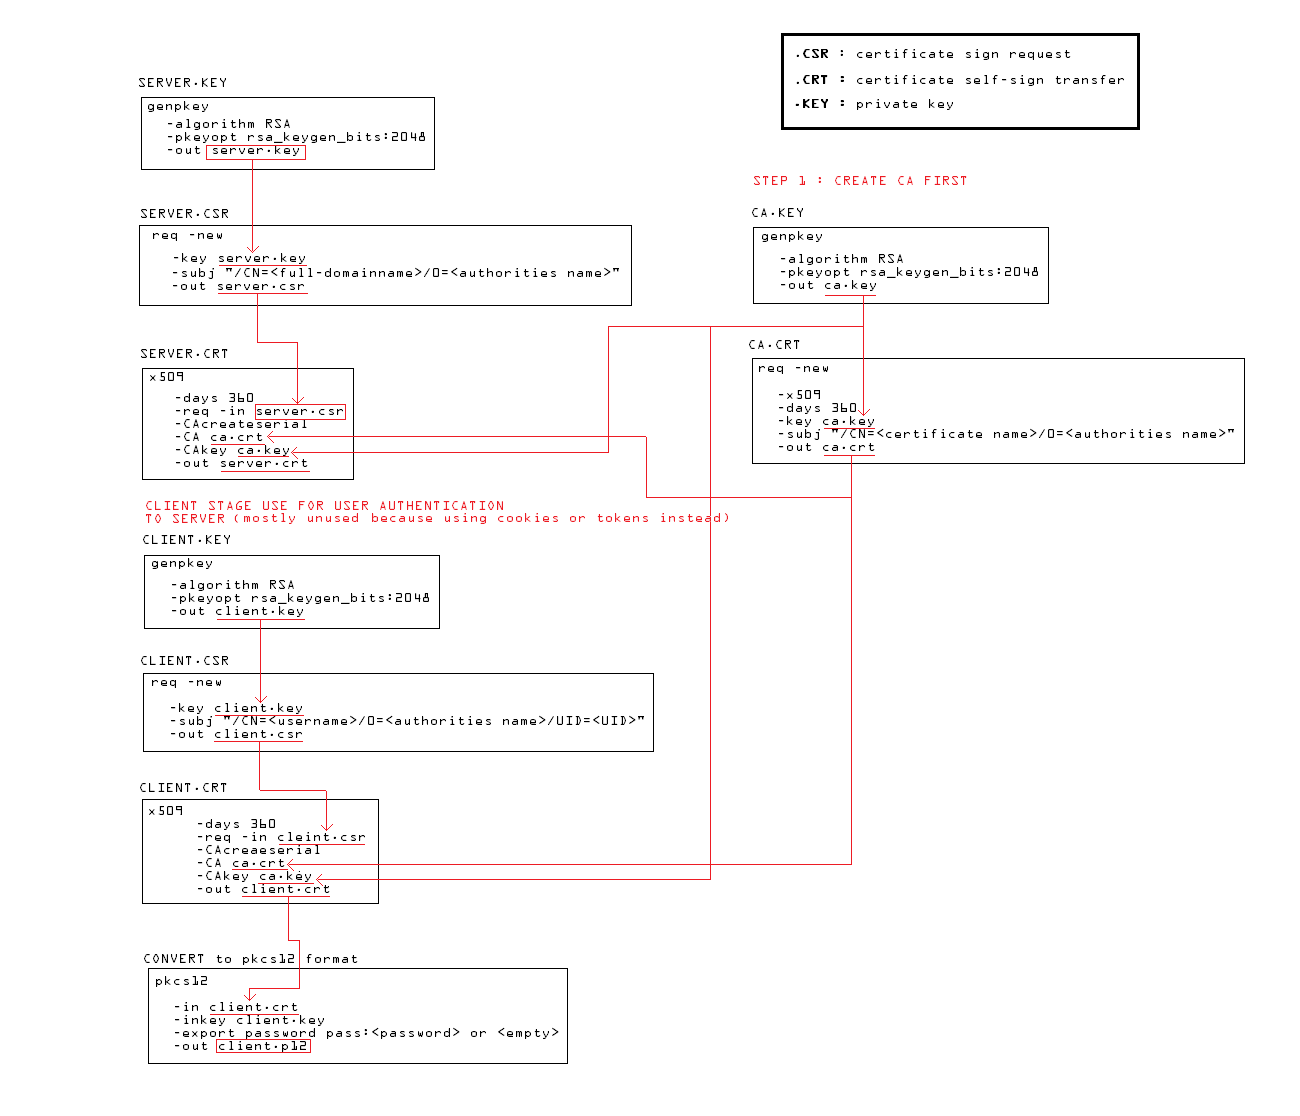 .CSR : certificate sign request
.CRT : certificate self-sign transfer
.KEY : private key
SERVER.KEY
genpkey
-algorithm RSA
-pkeyopt rsa_keygen_bits:2048
-out server.key
SERVER.CSR
req -new
-key server.key
-subj "/CN=<full-domainname>/O=<authorities name>"
-out server.csr
SERVER.CRT
x509
-days 360
-req -in server.csr
-CAcreateserial
-CA ca.crt
-CAkey ca.key
-out server.crt
STEP 1 : CREATE CA FIRST
CA.KEY
genpkey
-algorithm RSA
-pkeyopt rsa_keygen_bits:2048
-out ca.key
CA.CRT
req -new
-x509
-days 360
-key ca.key
-subj "/CN=<certificate name>/O=<authorities name>"
-out ca.crt
CLIENT STAGE USE FOR USER AUTHENTICATION
TO SERVER (mostly unused because using cookies or tokens instead)
CLIENT.KEY
genpkey
-algorithm RSA
-pkeyopt rsa_keygen_bits:2048
-out client.key
CLIENT.CSR
req -new
-key client.key
-subj "/CN=<username>/O=<authorities name>/UID=<UID>"
-out client.csr
CLIENT.CRT
x509
-days 360
-req -in cleint.csr
-CAcreaeserial
-CA ca.crt
-CAkey ca.key
-out client.crt
CONVERT to pkcs12 format
pkcs12
-in client.crt
-inkey client.key
-export password pass:<password> or <empty>
-out client.p12